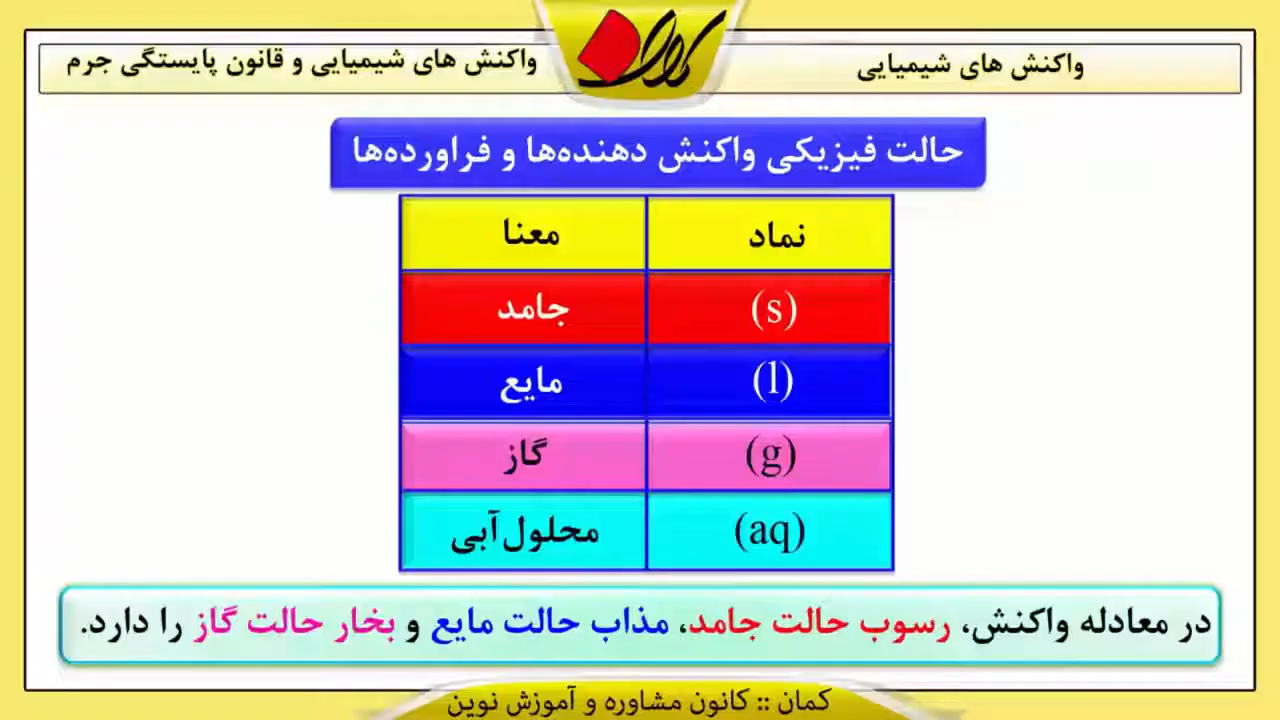 واکنش های شیمیایی
واکنش های شیمیایی و قانون پایستگی جرم
کمان
حالت فیزیکی واکنش دهنده‌ها و فراورده‌ها
نماد معنا
(s) جامد
(l) مایع
(g) گاز
(aq) محلول‌آبی
در معادله واکنش، رسوب حالت جامد، مذاب حالت مایع و بخار حالت گاز را دارد.
کمان :: کانون مشاوره و آموزش نوین